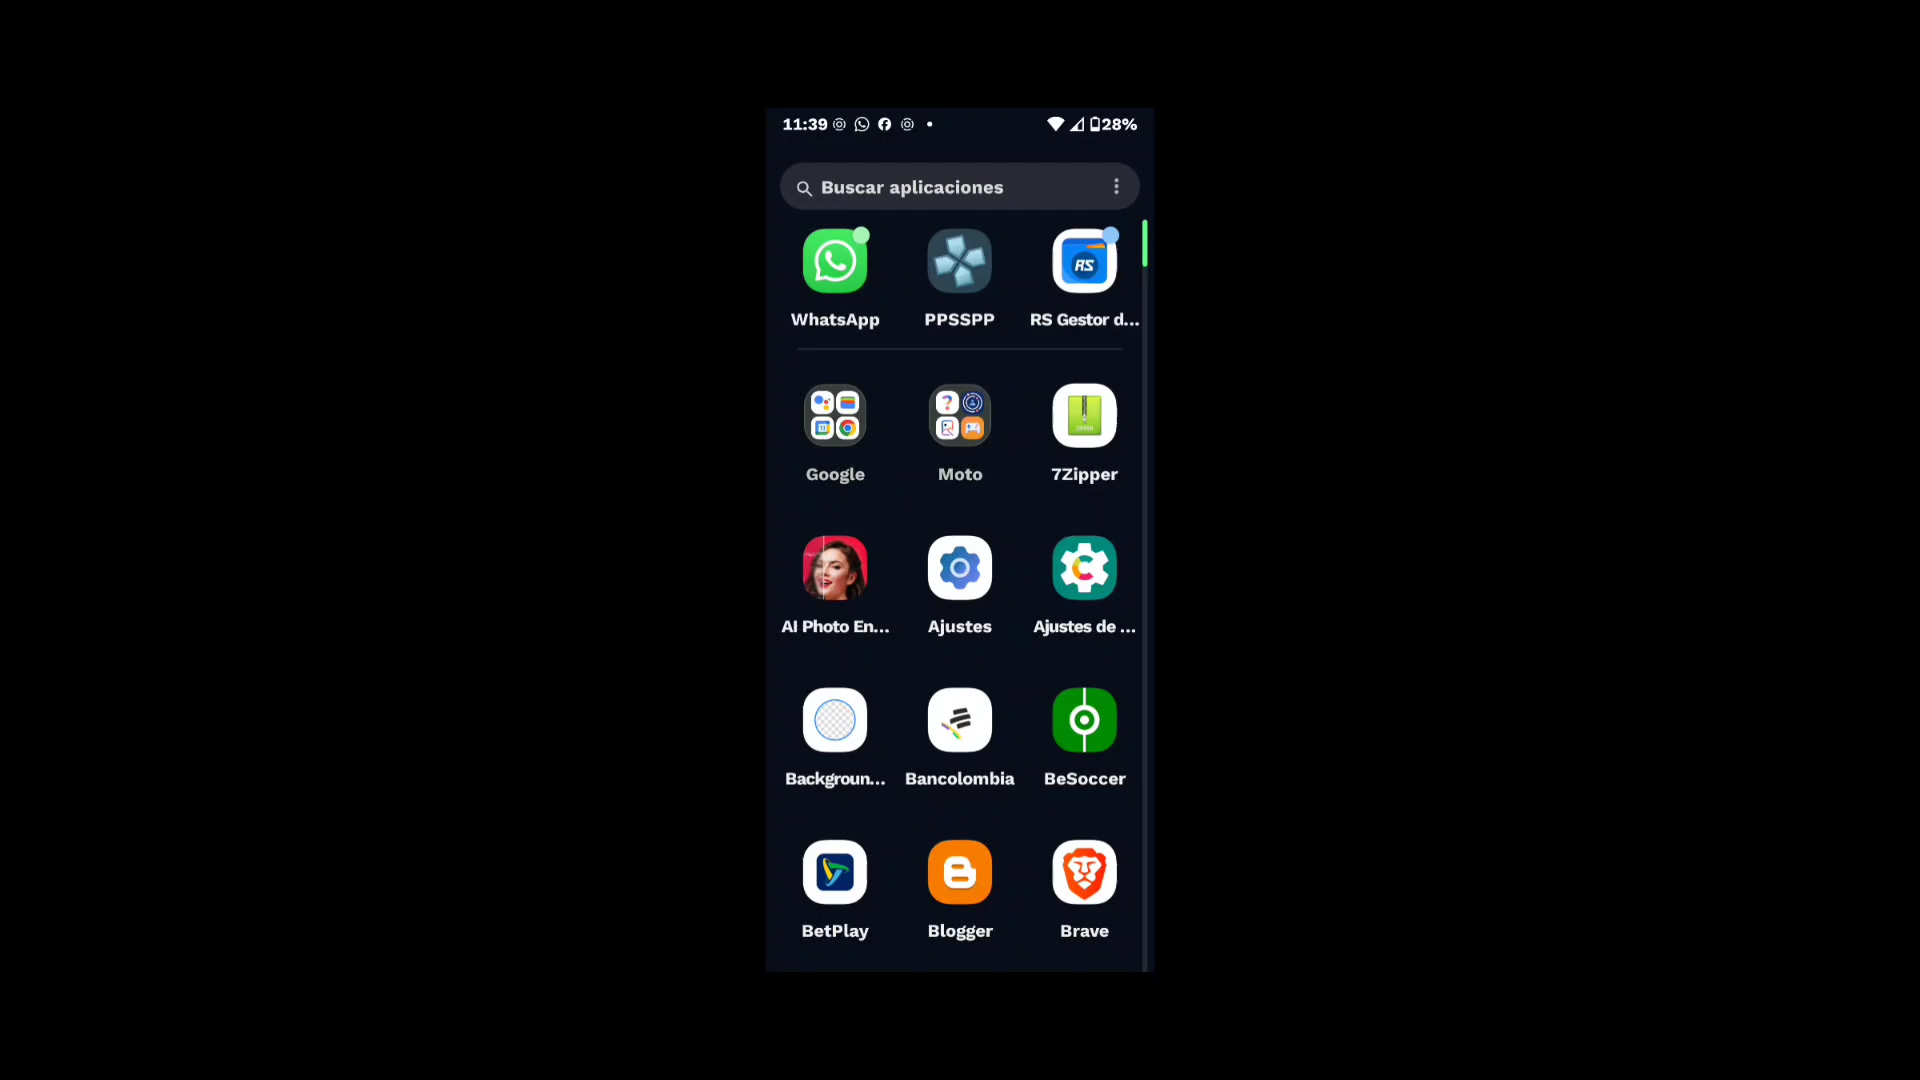 11:39 28%
Buscar aplicaciones
RS
WhatsApp PPSSPP RS Gestor d...
Google Moto 7Zipper
AI Photo En... Ajustes Ajustes de ...
Backgroun... Bancolombia BeSoccer
BetPlay Blogger Brave